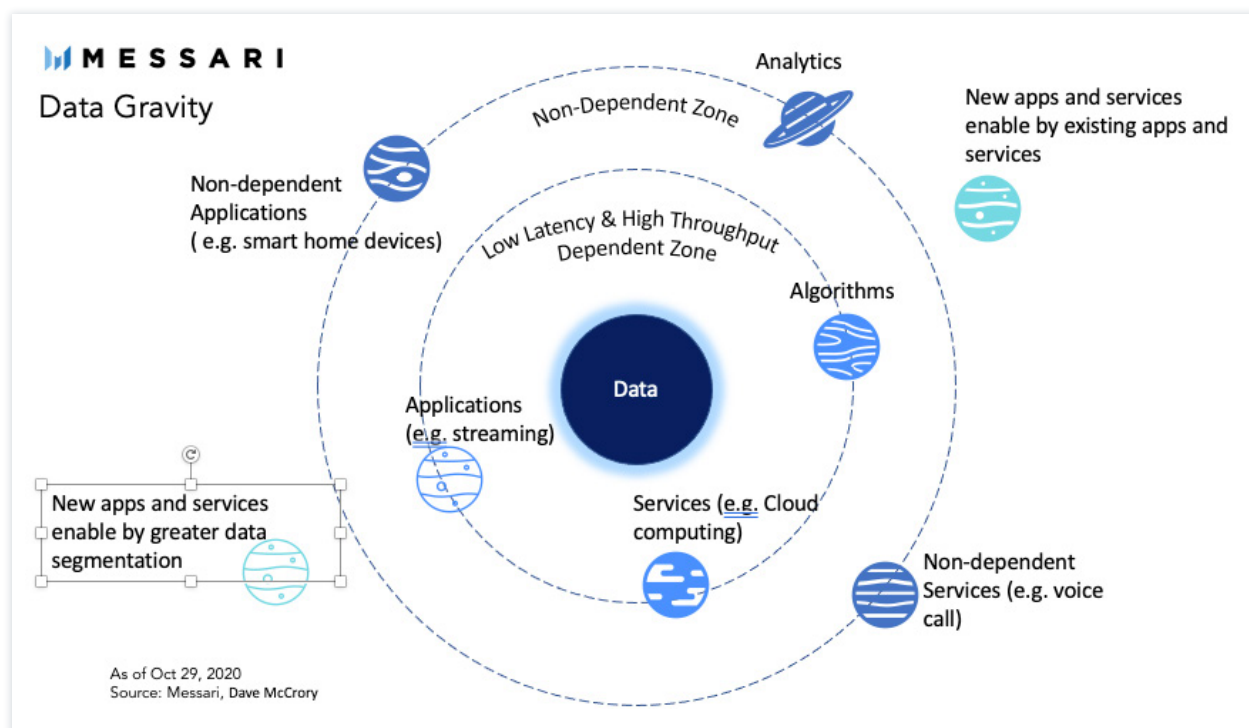 MESSARI
Data Gravity
Analytics
Non-Dependent Zone
New apps and services
enable by existing apps and
services
Non-dependent
Applications
( e.g. smart home devices)
Low Latency & High Throughput
Dependent Zone
Algorithms
Data
Applications
(e.g. streaming)
New apps and services
enable by greater data
segmentation
Services (e.g. Cloud
computing)
Non-dependent
Services (e.g. voice
call)
As of Oct 29, 2020
Source: Messari, Dave McCrory